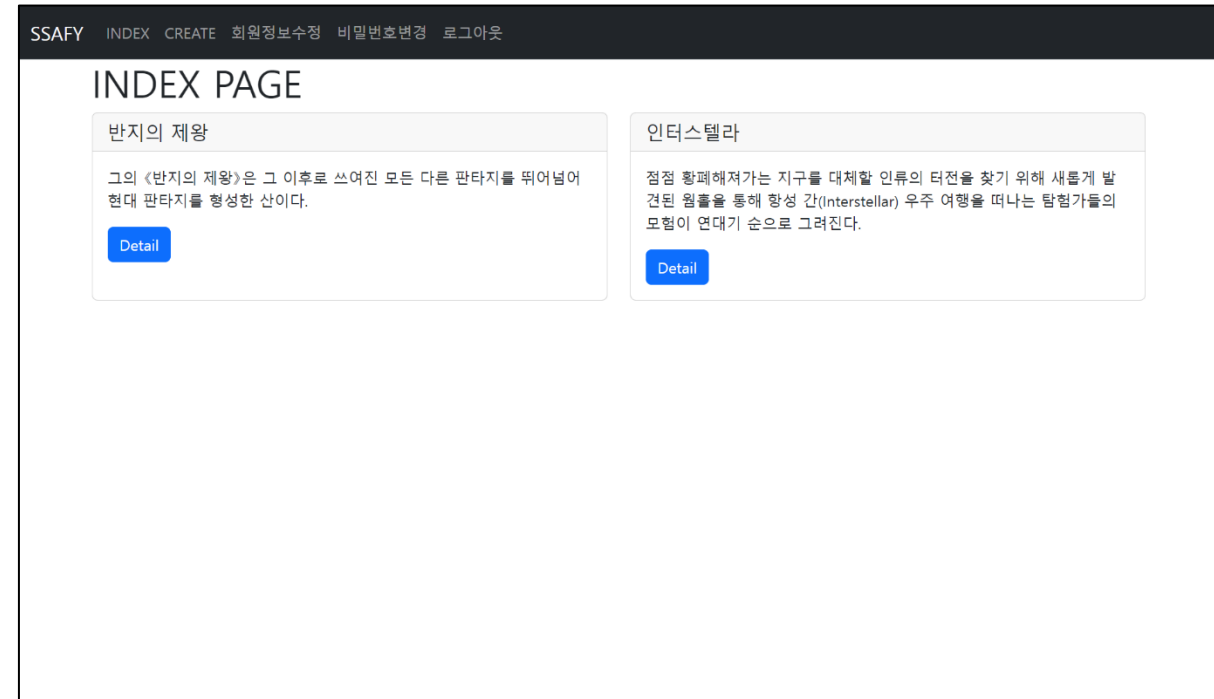 SSAFY INDEX CREATE 회원정보수정 비밀번호변경 로그아웃
INDEX PAGE
반지의 제왕
그의 《반지의 제왕》은 그 이후로 쓰여진 모든 다른 판타지를 뛰어넘어
현대 판타지를 형성한 산이다.
Detail
인터스텔라
점점 황폐해져가는 지구를 대체할 인류의 터전을 찾기 위해 새롭게 발
견된 웜홀을 통해 항성 간(Interstellar) 우주 여행을 떠나는 탐험가들의
모험이 연대기 순으로 그려진다.
Detail